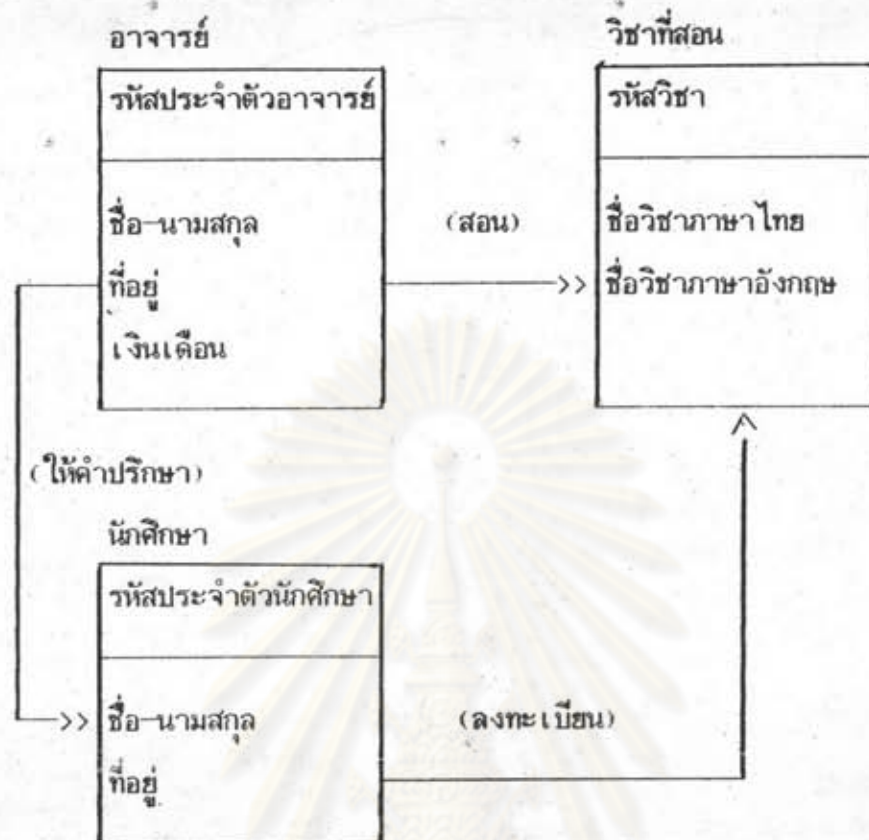 อาจารย์
รหัสประจำตัวอาจารย์
ชื่อ-นามสกุล
ที่อยู่
เงินเดือน
(สอน)
>>
วิชาที่สอน
รหัสวิชา
ชื่อวิชาภาษาไทย
ชื่อวิชาภาษาอังกฤษ
(ให้คำปรึกษา)
นักศึกษา
รหัสประจำตัวนักศึกษา
>> ชื่อ-นามสกุล
ที่อยู่
(ลงทะเบียน)